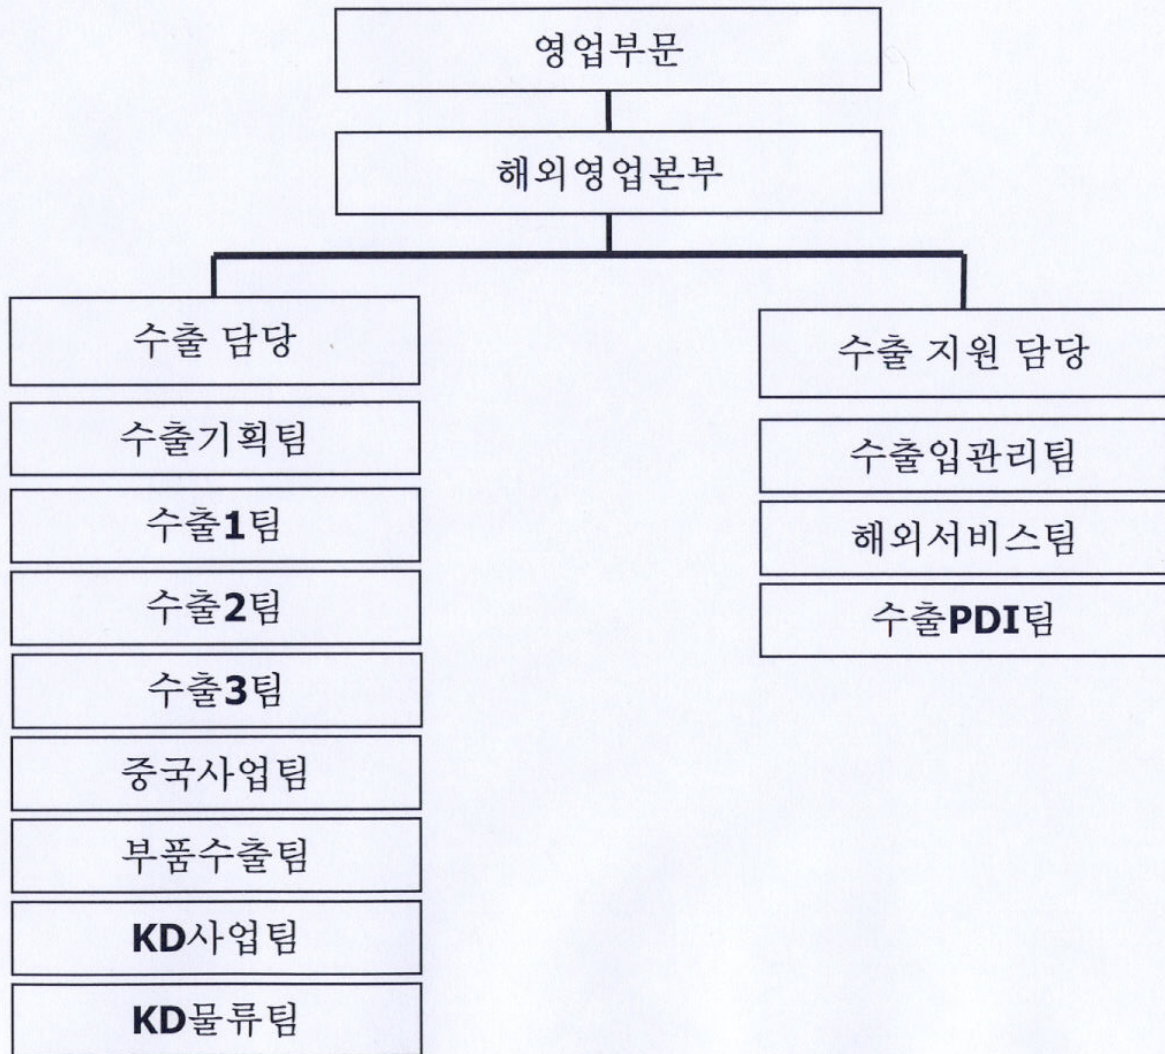 영업부문
해외영업본부
수출 담당
수출기획팀
수출1팀
수출2팀
수출3팀
중국사업팀
부품수출팀
KD사업팀
KD물류팀
수출 지원 담당
수출입관리팀
해외서비스팀
수출PDI팀